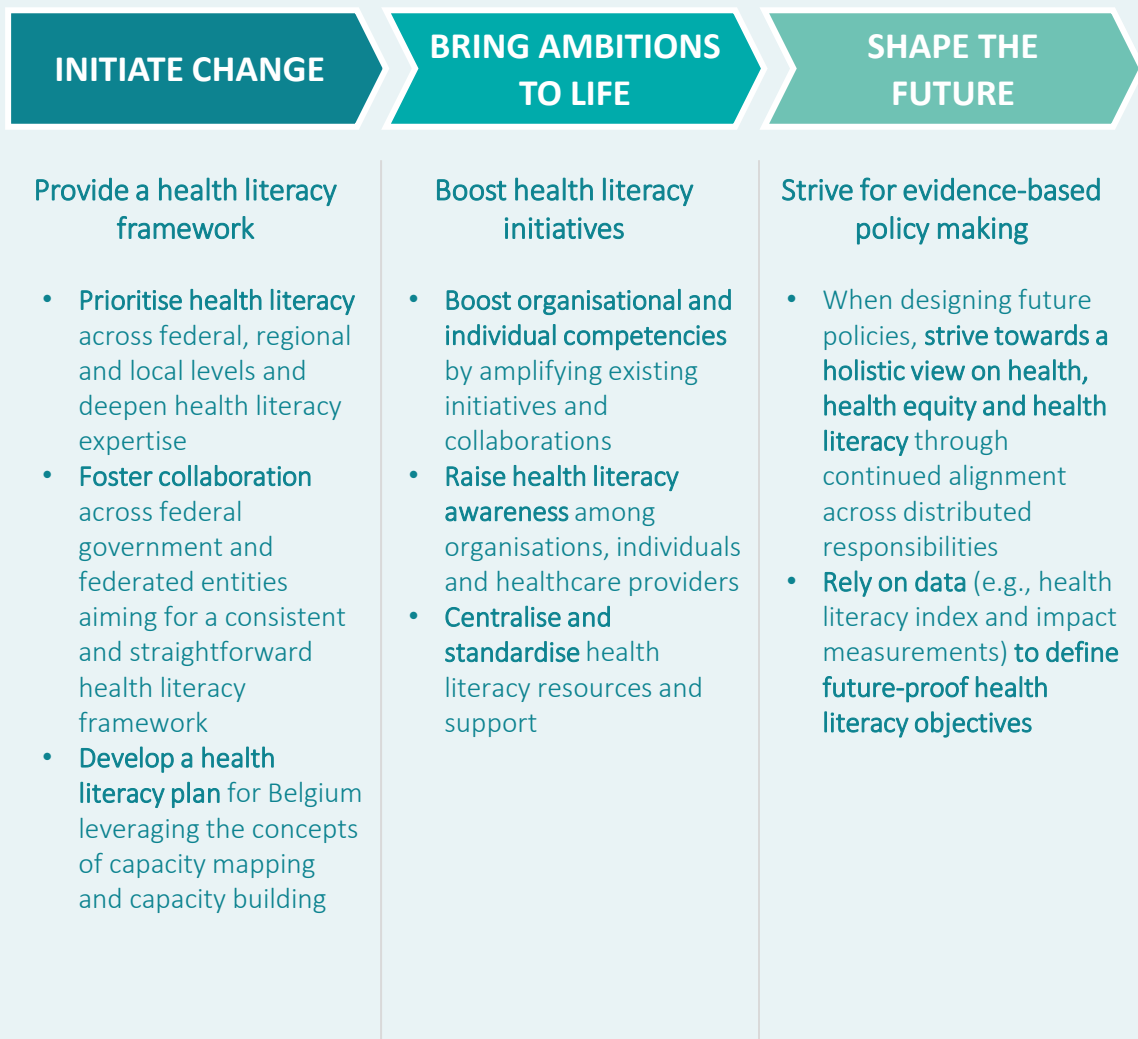 INITIATE CHANGE
BRING AMBITIONS
TO LIFE
SHAPE THE
FUTURE
Provide a health literacy
framework
• Prioritise health literacy
across federal, regional
and local levels and
deepen health literacy
expertise
• Foster collaboration
across federal
government and
federated entities
aiming for a consistent
and straightforward
health literacy
framework
• Develop a health
literacy plan for Belgium
leveraging the concepts
of capacity mapping
and capacity building
Boost health literacy
initiatives
• Boost organisational and
individual competencies
by amplifying existing
initiatives and
collaborations
• Raise health literacy
awareness among
organisations, individuals
and healthcare providers
• Centralise and
standardise health
literacy resources and
support
Strive for evidence-based
policy making
• When designing future
policies, strive towards a
holistic view on health,
health equity and health
literacy through
continued alignment
across distributed
responsibilities
• Rely on data (e.g., health
literacy index and impact
measurements) to define
future-proof health
literacy objectives